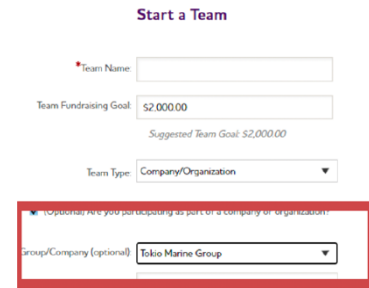 Start a Team
*Team Name:
Team Fundraising Goal: $2,000.00
Suggested Team Goal: $2,000.00
Team Type: Company/Organization
(Optional) Are you participating as part of a company or organization?
Group/Company (optional): Tokio Marine Group